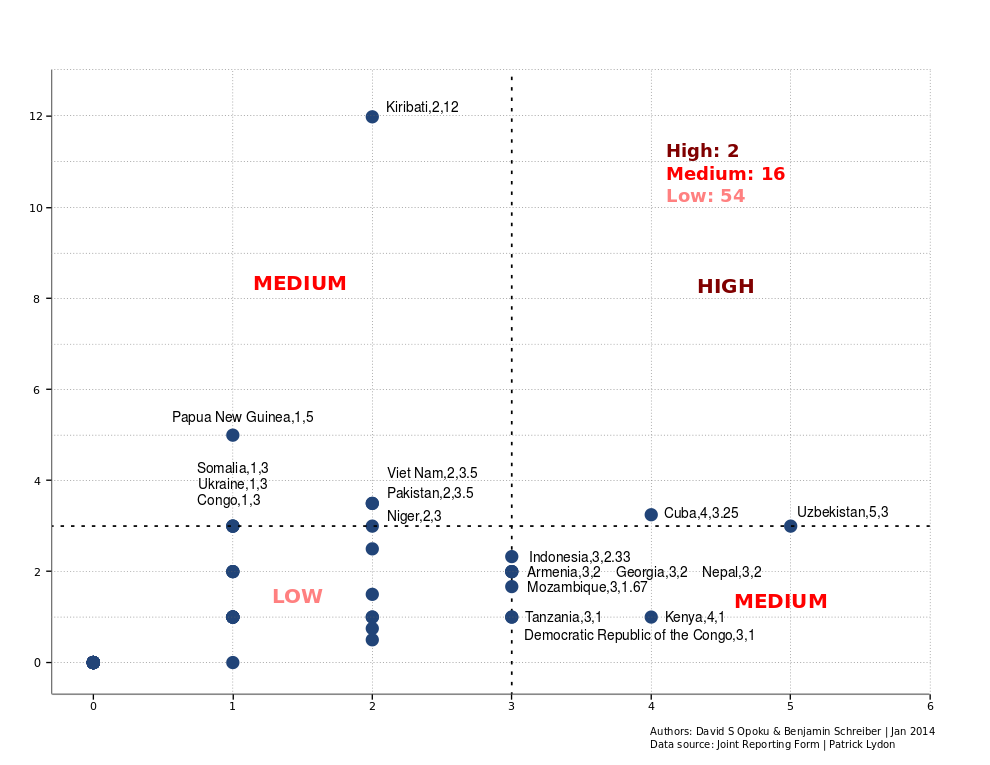 12
Kiribati,2,12
High: 2
Medium: 16
10
Low: 54
MEDIUM
HIGH
8
6
Papua New Guinea,1,5
4
Somalia,1,3
Ukraine,1,3
Congo,1,3
Viet Nam,2,3.5
Pakistan,2,3.5
Niger,2,3
Cuba,4,3.25
Uzbekistan,5,3
Indonesia,3,2.33
2
Armenia,3,2 Georgia,3,2 Nepal,3,2
Mozambique,3,1.67
LOW
MEDIUM
Tanzania,3,1
Kenya,4,1
Democratic Republic of the Congo,3,1
0
0 1 2 3 4 5 6
Authors: David S Opoku & Benjamin Schreiber | Jan 2014
Data source: Joint Reporting Form | Patrick Lydon